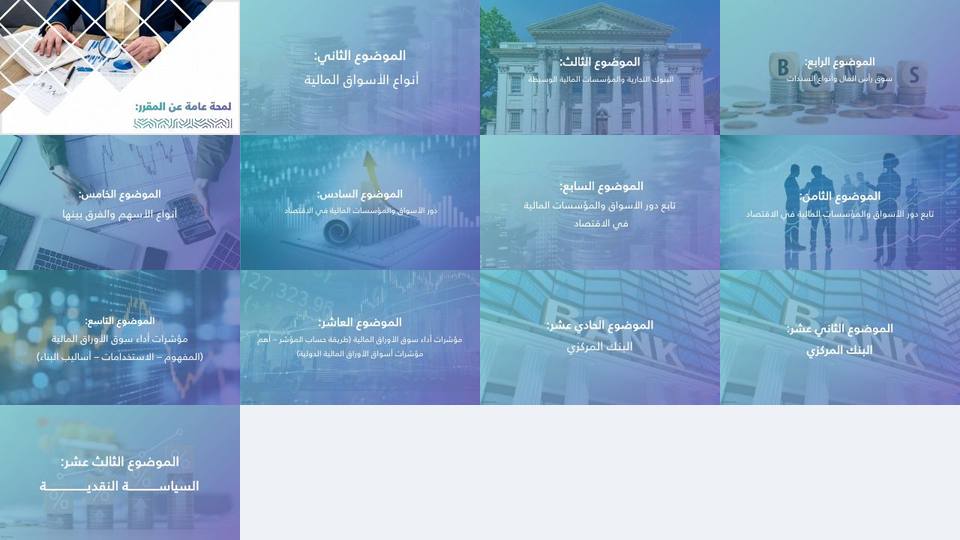 لمحة عامة عن المقرر:
الموضوع الثاني:
أنواع الأسواق المالية
الموضوع الثالث:
البنوك التجارية والمؤسسات المالية الوسيطة
الموضوع الرابع:
سوق رأس المال وأنواع السندات
B
S
الموضوع الخامس:
أنواع الأسهم والفرق بينها
الموضوع السادس:
دور الأسواق والمؤسسات المالية في الاقتصاد
الموضوع السابع:
تابع دور الأسواق والمؤسسات المالية
في الاقتصاد
الموضوع الثامن:
تابع دور الأسواق والمؤسسات المالية في الاقتصاد
الموضوع التاسع:
مؤشرات أداء سوق الأوراق المالية
(المفهوم – الاستخدامات – أساليب البناء)
27,323.96
الموضوع العاشر:
مؤشرات أداء سوق الأوراق المالية (طريقة حساب المؤشر – أهم
مؤشرات أسواق الأوراق المالية الدولية)
الموضوع الحادي عشر:
البنك المركزي
الموضوع الثاني عشر:
البنك المركزي
الموضوع الثالث عشر:
السياســـــــة النقديـــــــــة